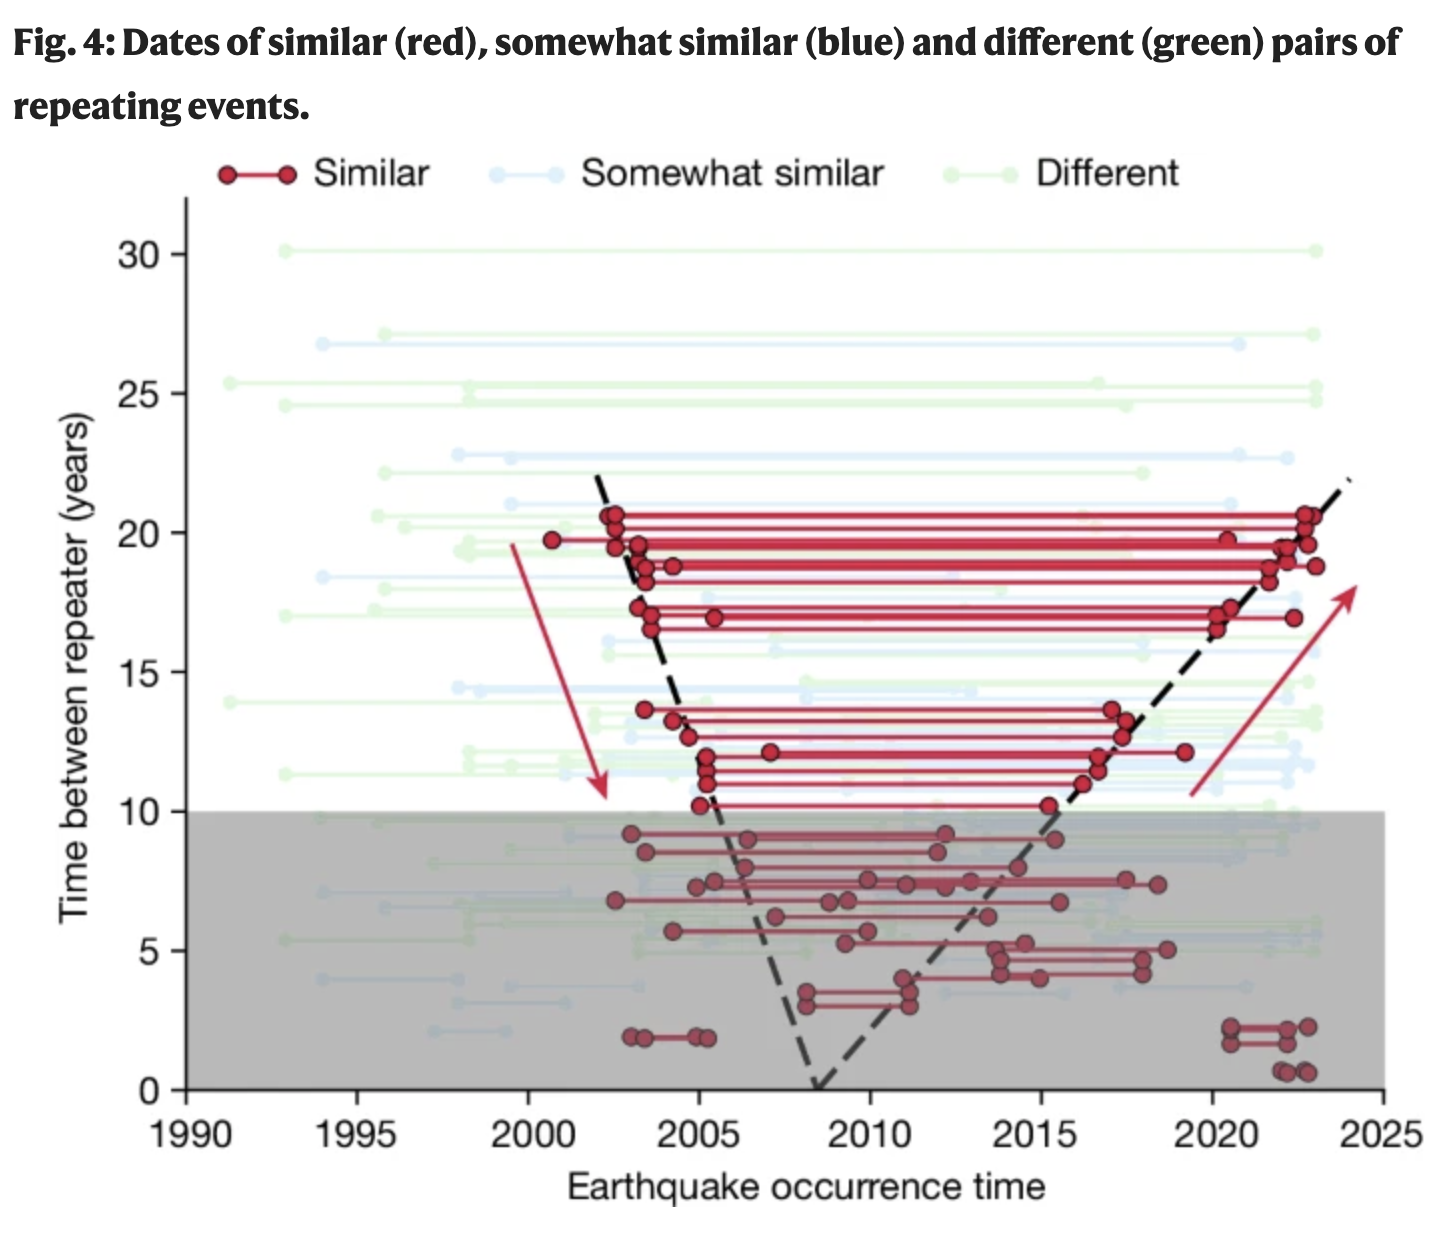 Fig. 4: Dates of similar (red), somewhat similar (blue) and different (green) pairs of
repeating events.
Similar Somewhat similar Different
30
25
20
15
10
5
0
Time between repeater (years)
1990 1995 2000 2005 2010 2015 2020 2025
Earthquake occurrence time